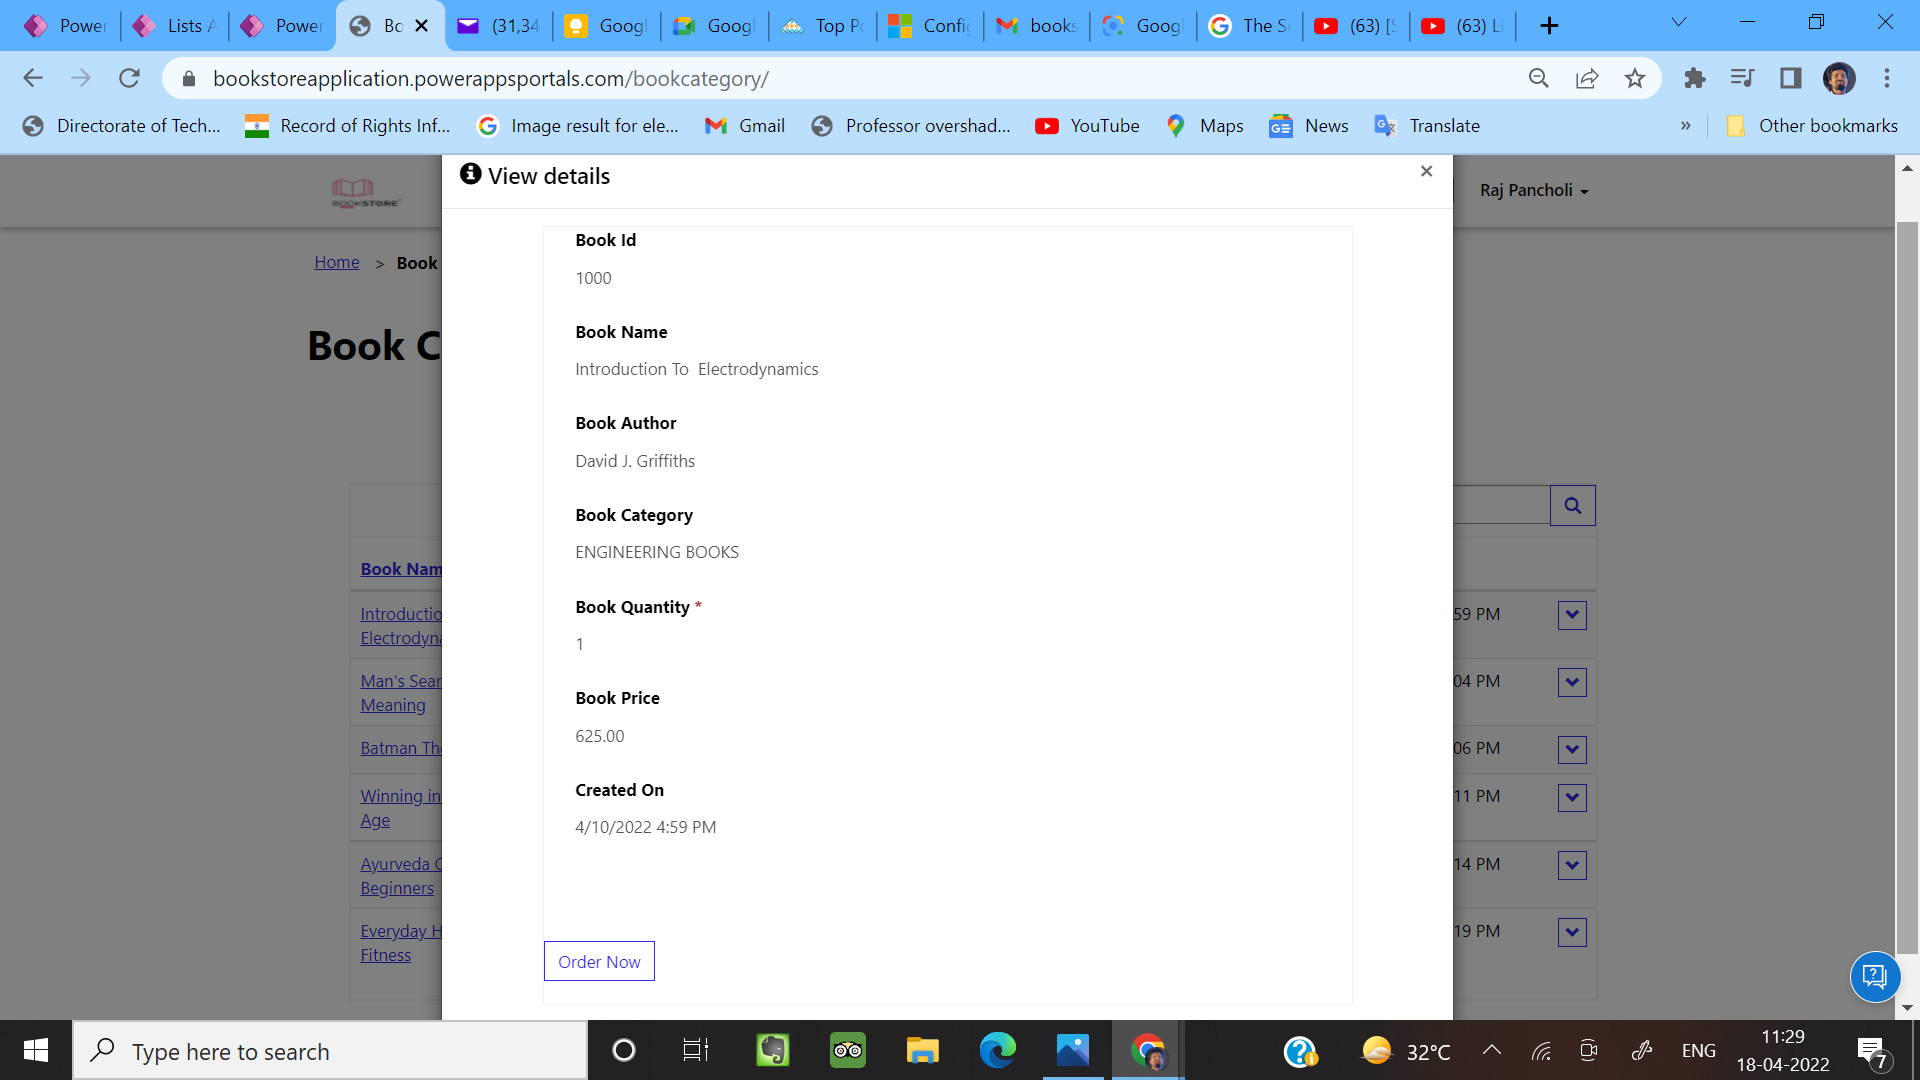 Power
Lists A
Power
Bo
(31,34
Googl
Googl
Top Po
Config
books
Googl
The Se
(63) [S
(63) Li
bookstoreapplication.powerappsportals.com/bookcategory/
Directorate of Tech...
Record of Rights Inf...
Image result for ele...
Gmail
Professor overshad...
YouTube
Maps
News
Translate
»
Other bookmarks
BOOKSTORE
View details
×
Raj Pancholi
Home > Book
Book C
Book Id
1000
Book Name
Introduction To  Electrodynamics
Book Author
David J. Griffiths
Book Category
ENGINEERING BOOKS
Book Quantity *
1
Book Price
625.00
Created On
4/10/2022 4:59 PM
Order Now
Book Nam
Introductio
Electrodyna
59 PM
Man's Sear
Meaning
04 PM
Batman The
06 PM
Winning in
Age
11 PM
Ayurveda C
Beginners
14 PM
Everyday H
Fitness
19 PM
Type here to search
32°C
ENG
11:29
18-04-2022
7